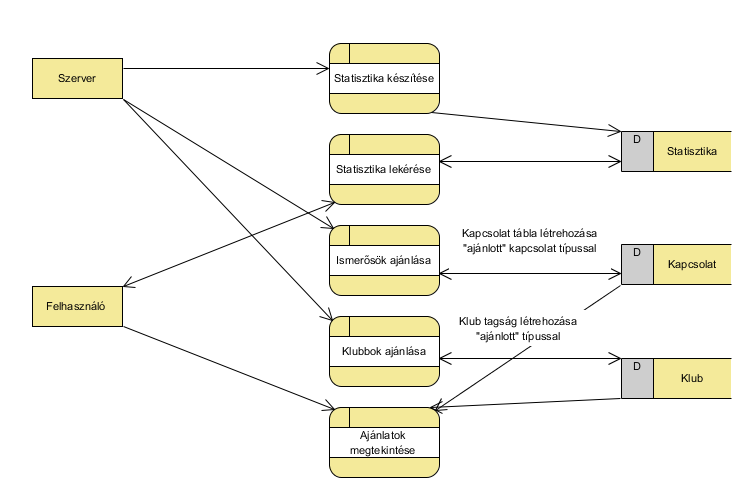 Szerver
Statisztika készítése
D
Statisztika
Statisztika lekérése
Kapcsolat tábla létrehozása
"ajánlott" kapcsolat típussal
Ismerősök ajánlása
D
Kapcsolat
Felhasználó
Klub tagság létrehozása
"ajánlott" típussal
Klubbok ajánlása
D
Klub
Ajánlatok
megtekintése